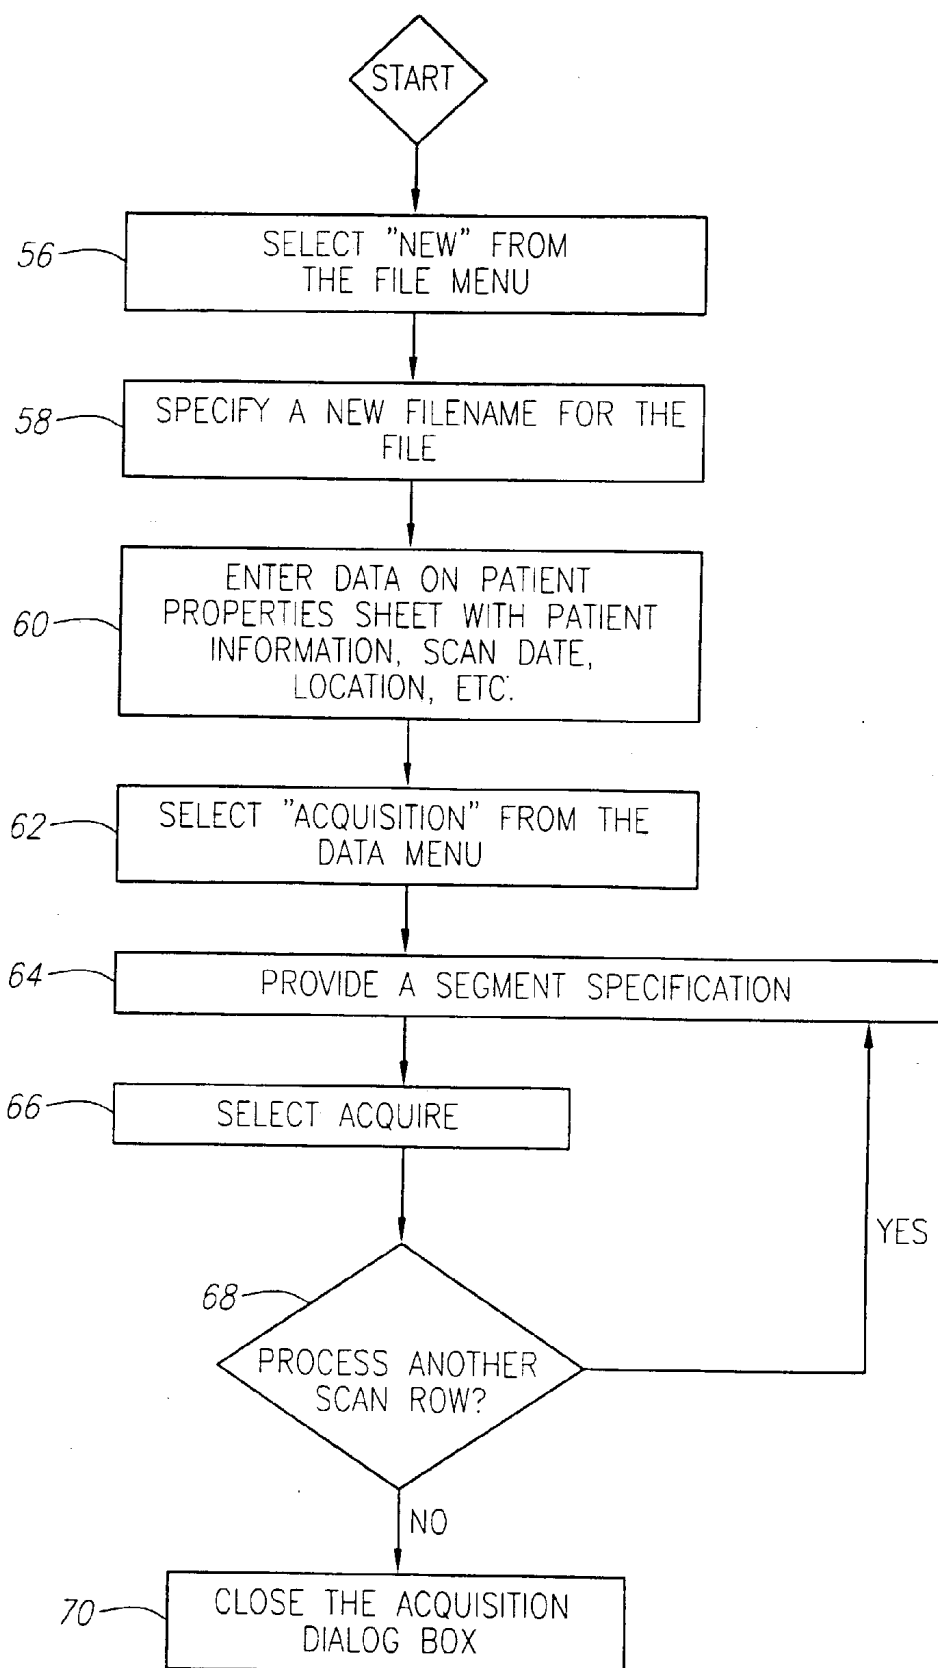 START
56
SELECT "NEW" FROM
THE FILE MENU
58
SPECIFY A NEW FILENAME FOR THE
FILE
60
ENTER DATA ON PATIENT
PROPERTIES SHEET WITH PATIENT
INFORMATION, SCAN DATE,
LOCATION, ETC.
62
SELECT "ACQUISITION" FROM THE
DATA MENU
64
PROVIDE A SEGMENT SPECIFICATION
66
SELECT ACQUIRE
YES
68
PROCESS ANOTHER
SCAN ROW?
NO
70
CLOSE THE ACQUISITION
DIALOG BOX